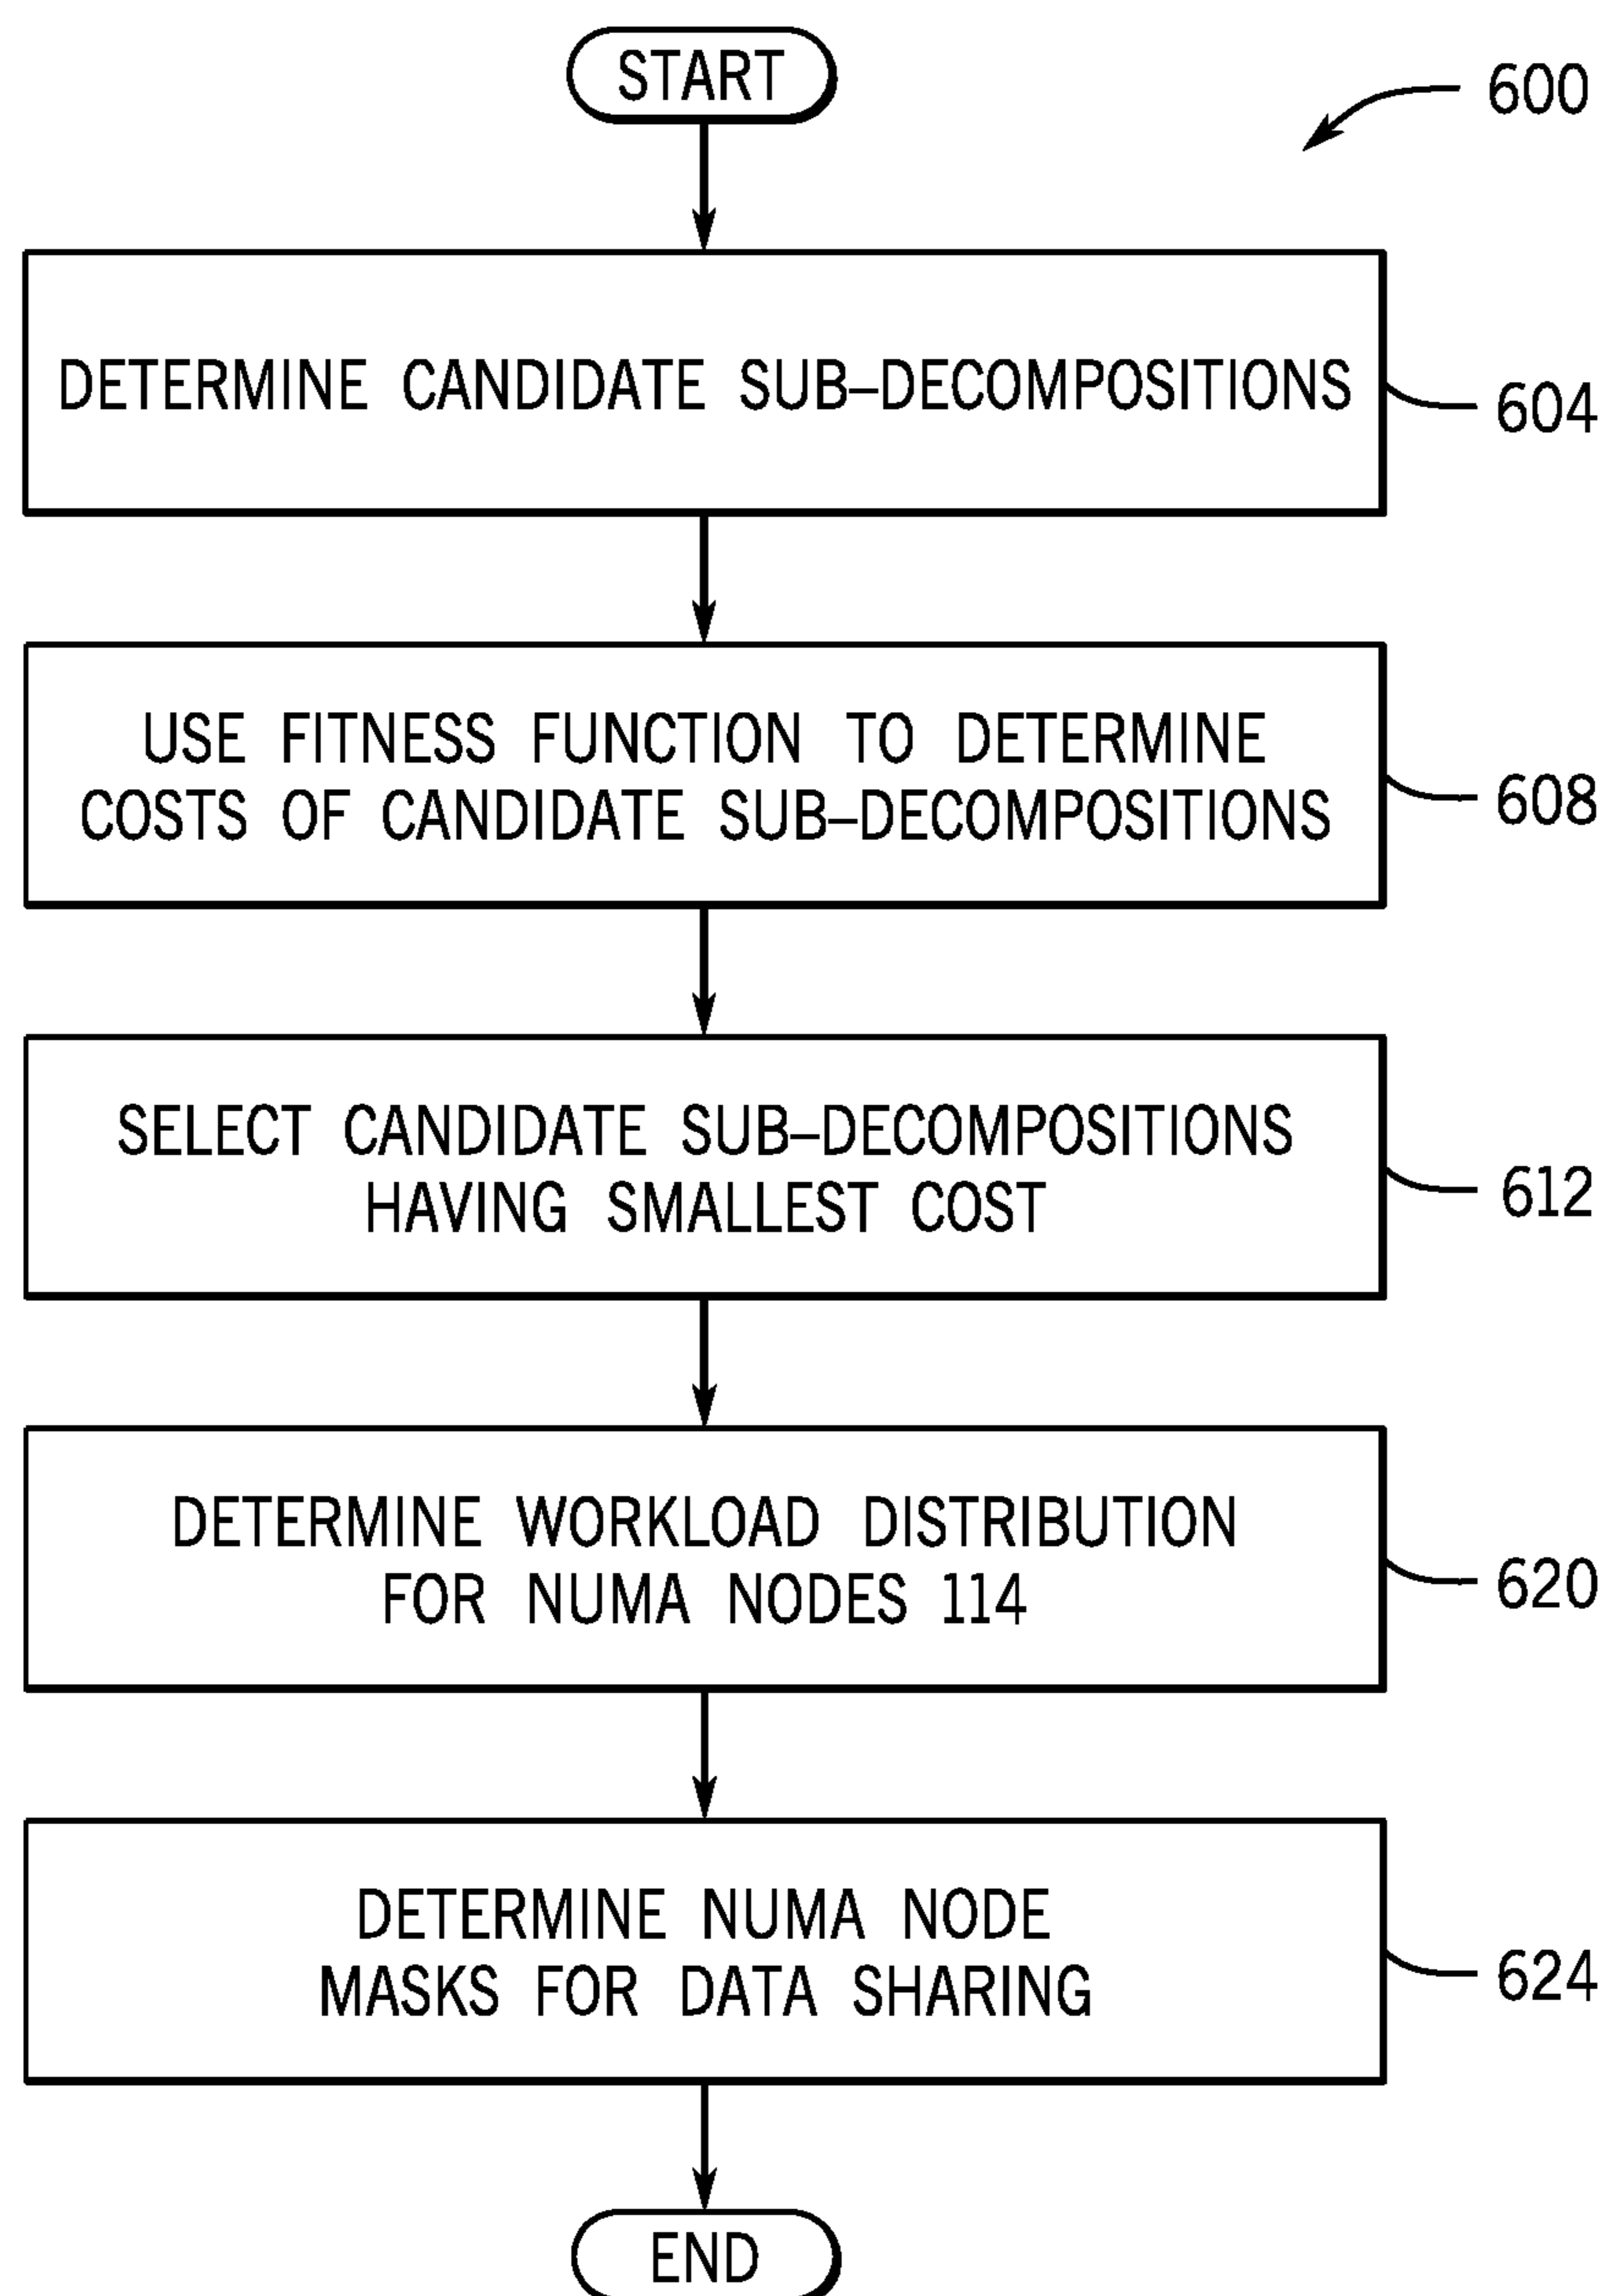 START
600
DETERMINE CANDIDATE SUB–DECOMPOSITIONS
604
USE FITNESS FUNCTION TO DETERMINE
COSTS OF CANDIDATE SUB–DECOMPOSITIONS
608
SELECT CANDIDATE SUB–DECOMPOSITIONS
HAVING SMALLEST COST
612
DETERMINE WORKLOAD DISTRIBUTION
FOR NUMA NODES 114
620
DETERMINE NUMA NODE
MASKS FOR DATA SHARING
624
END